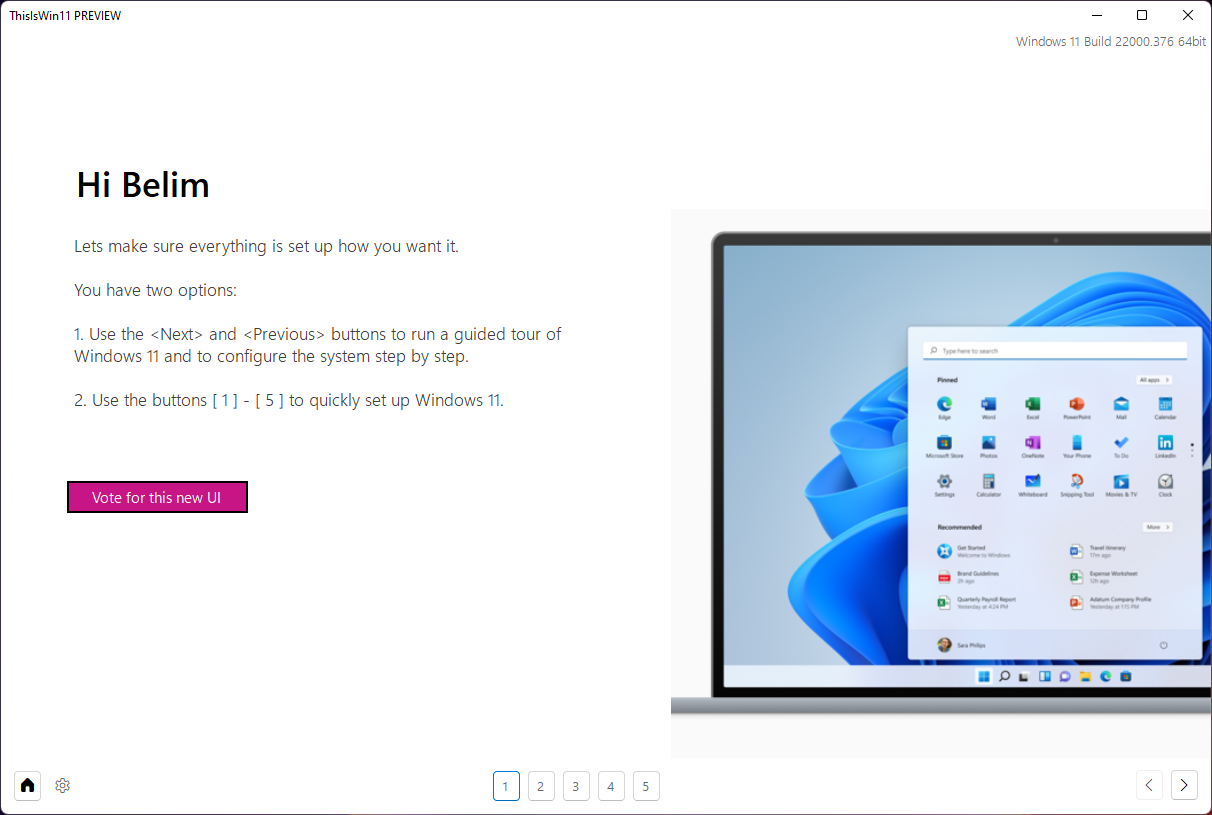 ThisIsWin11 PREVIEW
Windows 11 Build 22000.376 64bit
Hi Belim
Lets make sure everything is set up how you want it.
You have two options:
1. Use the <Next> and <Previous> buttons to run a guided tour of
Windows 11 and to configure the system step by step.
2. Use the buttons [ 1 ] - [ 5 ] to quickly set up Windows 11.
Vote for this new UI
Type here to search
Pinned
All apps >
Edge Word Excel PowerPoint Mail Calendar
Microsoft Store Photos OneNote Your Phone To Do LinkedIn
Settings Calculator Whiteboard Snipping Tool Movies & TV Clock
Recommended
More >
Get Started
Welcome to Windows
Travel Itinerary
17m ago
Brand Guidelines
2h ago
Expense Worksheet
12h ago
Quarterly Payroll Report
Yesterday at 4:24 PM
Adatum Company Profile
Yesterday at 1:15 PM
Sara Philips
1 2 3 4 5